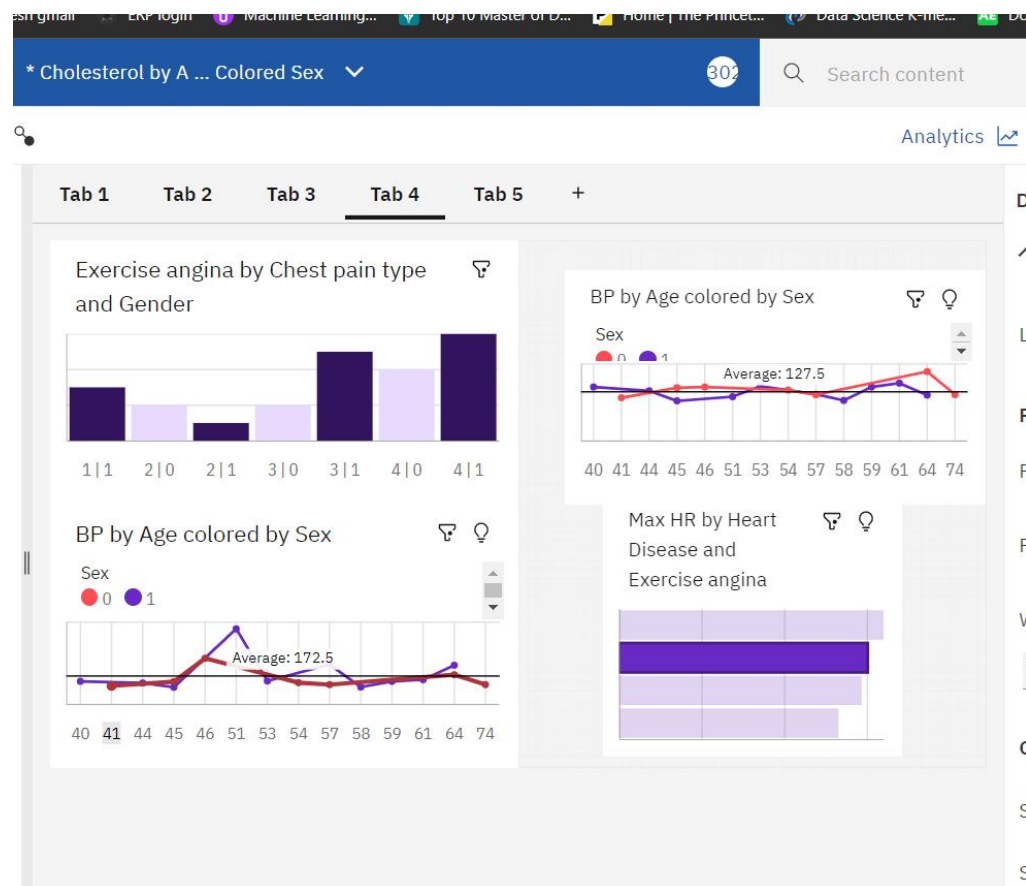 ERP login
Machine Learning...
Top 10 Master of D...
Home | The Princet...
Data Science K-me...
AE
* Cholesterol by A ... Colored Sex
302
Search content
Analytics
Tab 1 Tab 2 Tab 3 Tab 4 Tab 5 +
Exercise angina by Chest pain type
and Gender
1|1 2|0 2|1 3|0 3|1 4|0 4|1
BP by Age colored by Sex
Sex
0 1
Average: 127.5
40 41 44 45 46 51 53 54 57 58 59 61 64 74
BP by Age colored by Sex
Sex
0 1
Average: 172.5
40 41 44 45 46 51 53 54 57 58 59 61 64 74
Max HR by Heart
Disease and
Exercise angina